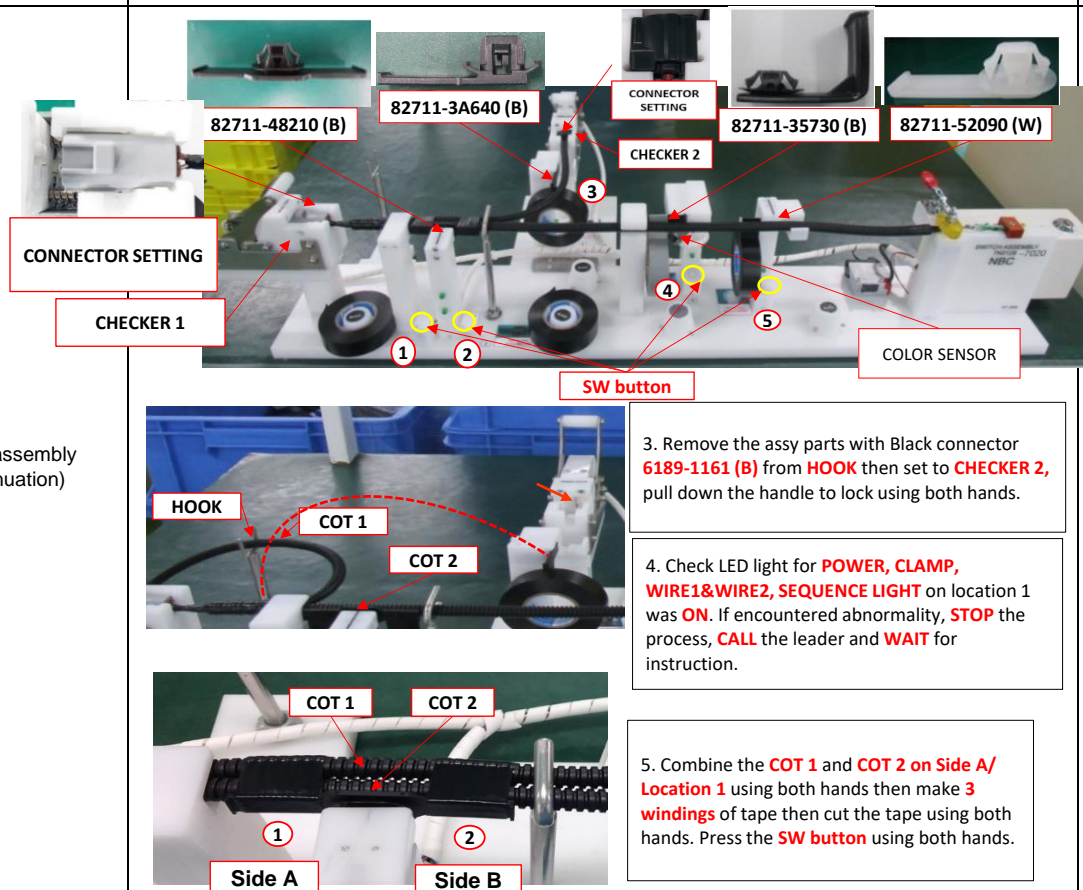 CONNECTOR
SETTING
82711-48210 (B)
82711-3A640 (B)
82711-35730 (B)
82711-52090 (W)
CHECKER 2
3
CONNECTOR SETTING
CHECKER 1
SWITCH ASSEMBLY
7020
NBC
4
5
1
2
COLOR SENSOR
SW button
assembly
nuation)
HOOK
COT 1
COT 2
3. Remove the assy parts with Black connector
6189-1161 (B) from HOOK then set to CHECKER 2,
pull down the handle to lock using both hands.
4. Check LED light for POWER, CLAMP,
WIRE1&WIRE2, SEQUENCE LIGHT on location 1
was ON. If encountered abnormality, STOP the
process, CALL the leader and WAIT for
instruction.
COT 1
COT 2
1
2
Side A
Side B
5. Combine the COT 1 and COT 2 on Side A/
Location 1 using both hands then make 3
windings of tape then cut the tape using both
hands. Press the SW button using both hands.